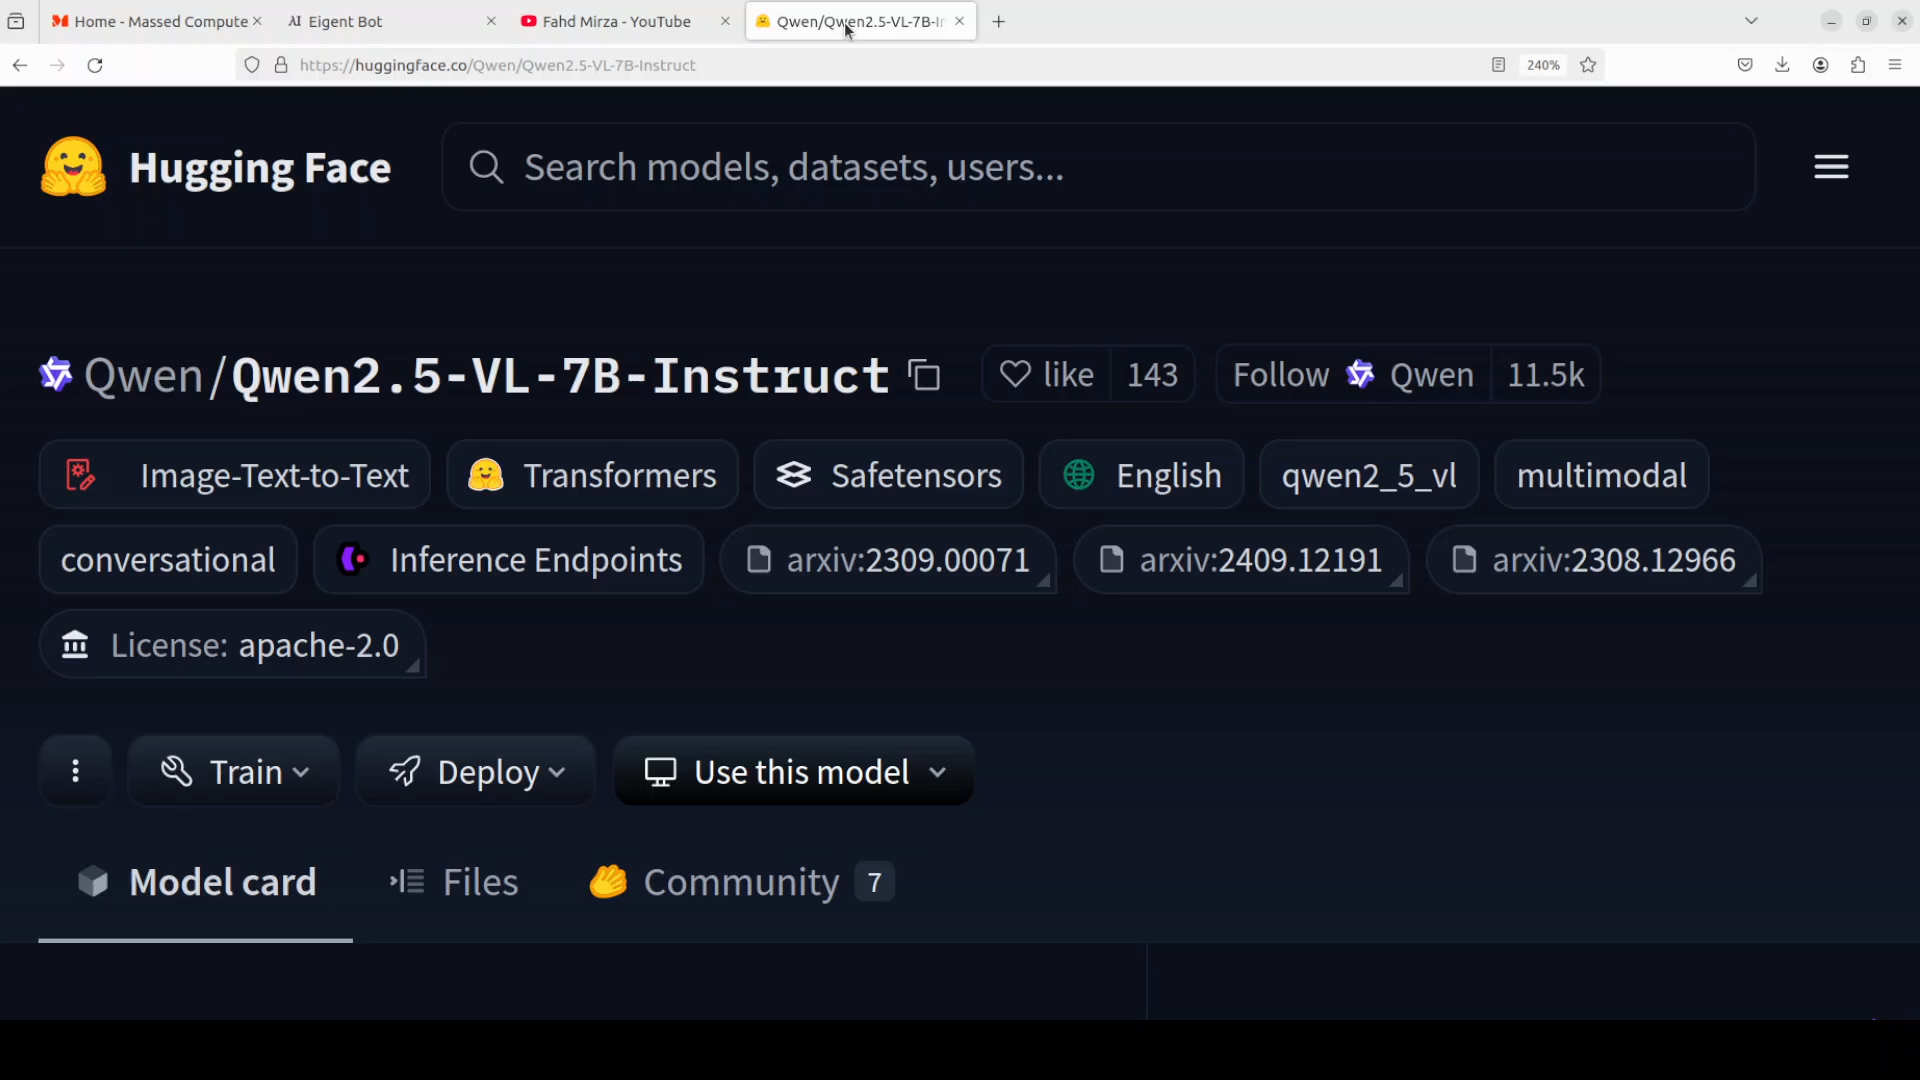 Home - Massed Compute
Eigent Bot
Fahd Mirza - YouTube
Qwen/Qwen2.5-VL-7B-In
https://huggingface.co/Qwen/Qwen2.5-VL-7B-Instruct
240%
Hugging Face
Search models, datasets, users...
Qwen/Qwen2.5-VL-7B-Instruct
like 143
Follow Qwen 11.5k
Image-Text-to-Text
Transformers
Safetensors
English
qwen2_5_vl
multimodal
conversational
Inference Endpoints
arxiv:2309.00071
arxiv:2409.12191
arxiv:2308.12966
License: apache-2.0
Train
Deploy
Use this model
Model card
Files
Community 7